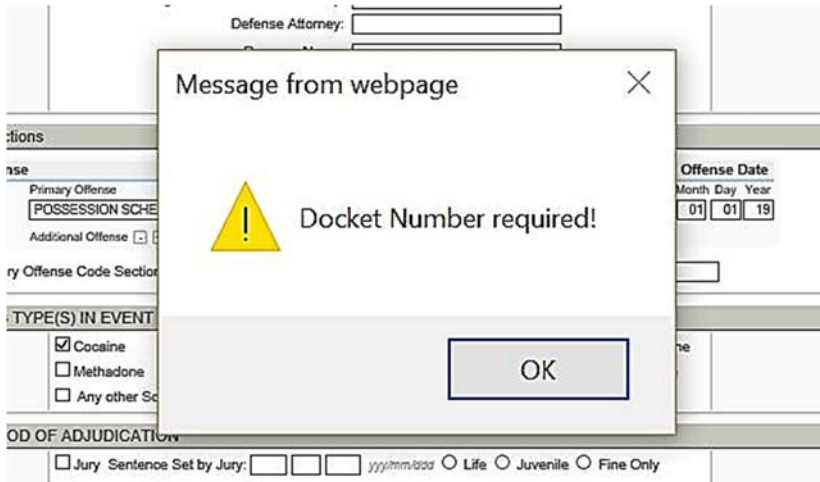 Defense Attorney:
Message from webpage
Docket Number required!
OK
ctions
nse
Offense Date
Primary Offense
Month Day Year
POSSESSION SCHE
01 01 19
Additional Offense
ry Offense Code Section
TYPE(S) IN EVENT
Cocaine
ne
Methadone
Any other Sc
OD OF ADJUDICATION
Jury Sentence Set by Jury: yyy/mm/ddd Life Juvenile Fine Only